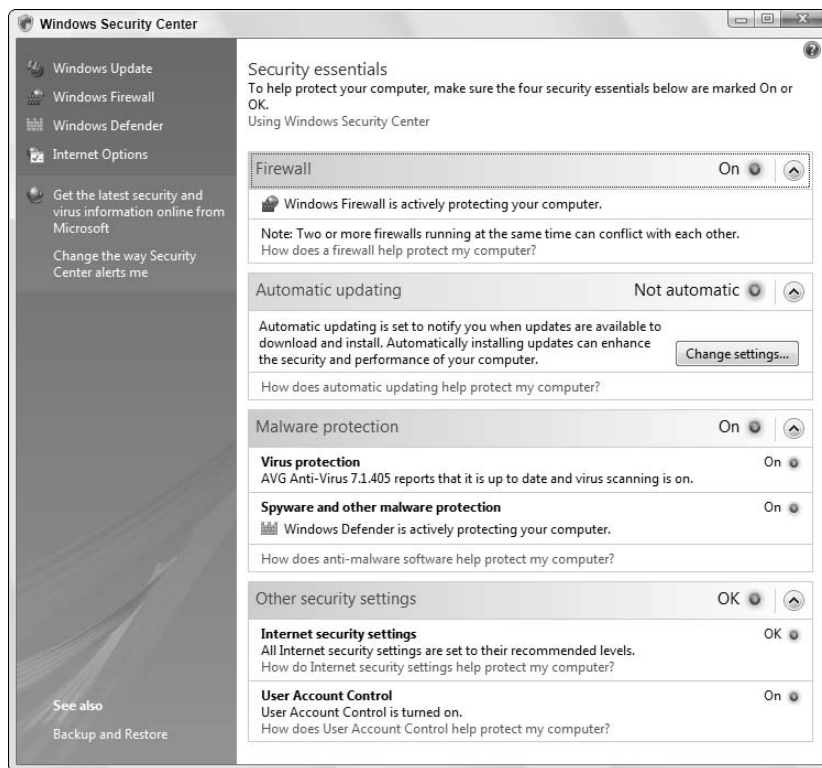 Windows Security Center
Windows Update
Windows Firewall
Windows Defender
Internet Options
Get the latest security and
virus information online from
Microsoft
Change the way Security
Center alerts me
See also
Backup and Restore
Security essentials
To help protect your computer, make sure the four security essentials below are marked On or
OK.
Using Windows Security Center
Firewall On
Windows Firewall is actively protecting your computer.
Note: Two or more firewalls running at the same time can conflict with each other.
How does a firewall help protect my computer?
Automatic updating Not automatic
Automatic updating is set to notify you when updates are available to
download and install. Automatically installing updates can enhance
the security and performance of your computer.
Change settings...
How does automatic updating help protect my computer?
Malware protection On
Virus protection On
AVG Anti-Virus 7.1.405 reports that it is up to date and virus scanning is on.
Spyware and other malware protection On
Windows Defender is actively protecting your computer.
How does anti-malware software help protect my computer?
Other security settings OK
Internet security settings OK
All Internet security settings are set to their recommended levels.
How do Internet security settings help protect my computer?
User Account Control On
User Account Control is turned on.
How does User Account Control help protect my computer?